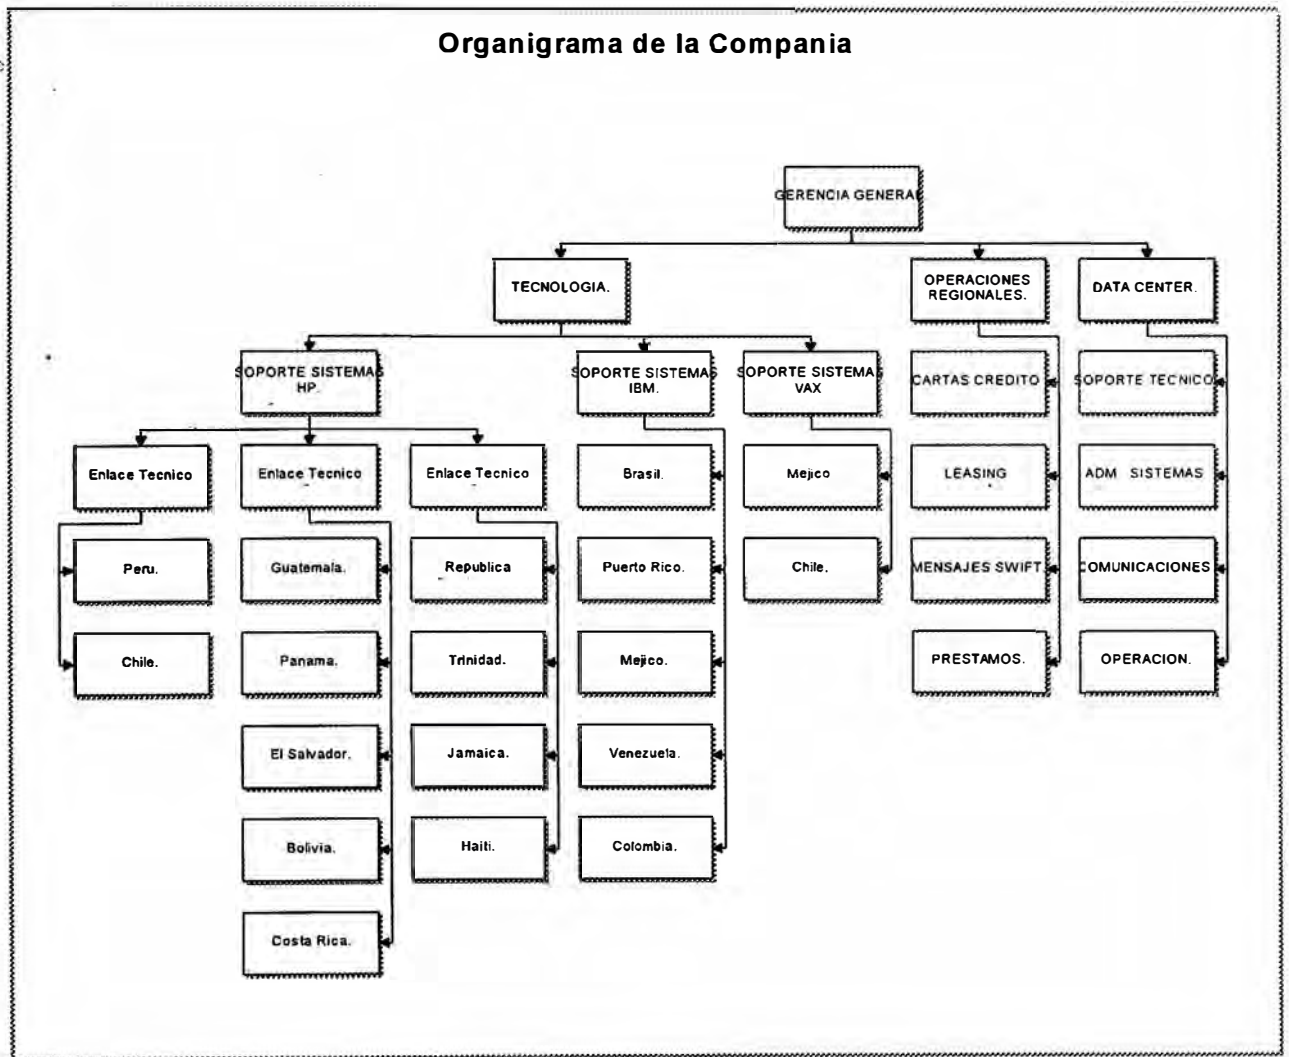 Organigrama de la Compania
GERENCIA GENERAL
TECNOLOGIA.
OPERACIONES
REGIONALES.
DATA CENTER.
SOPORTE SISTEMAS
HP.
SOPORTE SISTEMAS
IBM.
SOPORTE SISTEMAS
VAX
CARTAS CREDITO
SOPORTE TECNICO
Enlace Tecnico
Enlace Tecnico
Enlace Tecnico
Brasil.
Mejico
LEASING
ADM SISTEMAS
Peru.
Guatemala.
Republica
Puerto Rico.
Chile.
MENSAJES SWIFT.
COMUNICACIONES
Chile.
Panama.
Trinidad.
Mejico.
PRESTAMOS.
OPERACION.
El Salvador.
Jamaica.
Venezuela.
Bolivia.
Haiti.
Colombia.
Costa Rica.